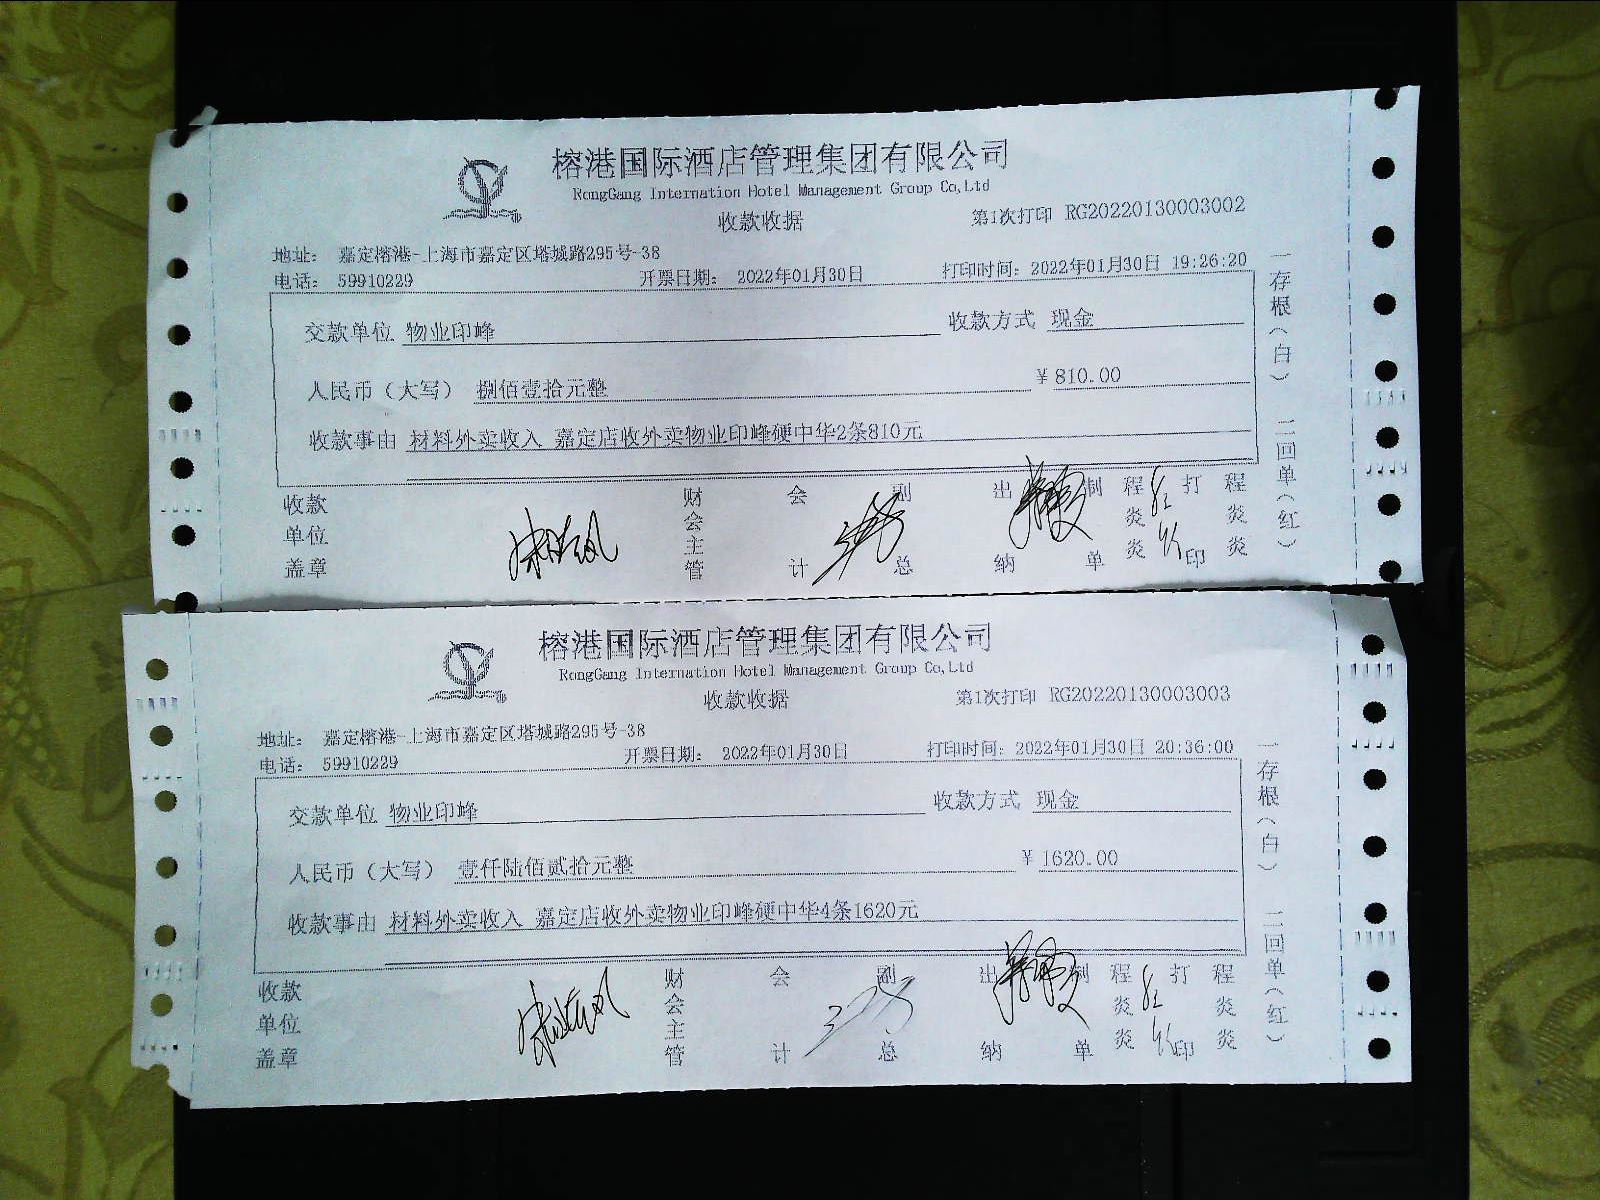 榕港国际酒店管理集团有限公司
RongGang Internation Hotel Management Group Co,Ltd
收款收据 第1次打印 RG20220130003002
地址： 嘉定榕港-上海市嘉定区塔城路295号-38
电话： 59910229 开票日期： 2022年01月30日 打印时间：2022年01月30日 19:26:20
交款单位 物业印峰 收款方式 现金
人民币（大写） 捌佰壹拾元整 ￥810.00
收款事由 材料外卖收入 嘉定店收外卖物业印峰硬中华2条810元
收款单位盖章 财会主管 会计 副总 出纳 制单 程炎炎 打印 程炎炎
一存根（白） 二回单（红）
榕港国际酒店管理集团有限公司
RongGang Internation Hotel Management Group Co,Ltd
收款收据 第1次打印 RG20220130003003
地址： 嘉定榕港-上海市嘉定区塔城路295号-38
电话： 59910229 开票日期： 2022年01月30日 打印时间：2022年01月30日 20:36:00
交款单位 物业印峰 收款方式 现金
人民币（大写） 壹仟陆佰贰拾元整 ￥1620.00
收款事由 材料外卖收入 嘉定店收外卖物业印峰硬中华4条1620元
收款单位盖章 财会主管 会计 副总 出纳 制单 程炎炎 打印 程炎炎
一存根（白） 二回单（红）